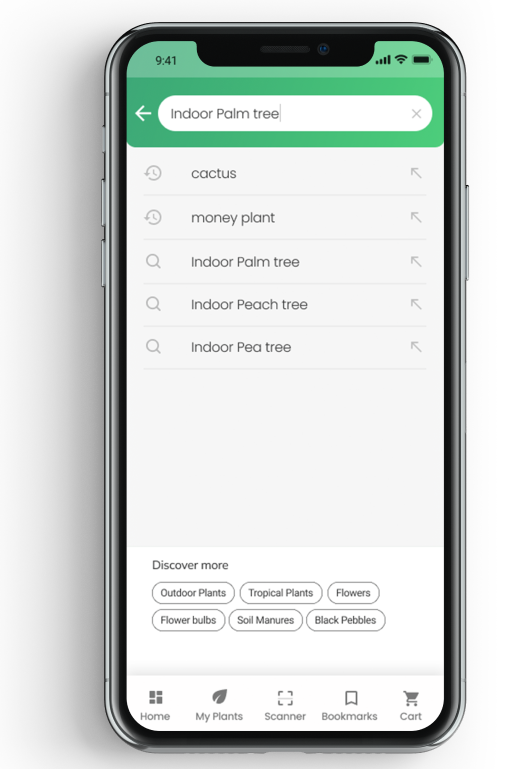 9:41
Indoor Palm tree
cactus
money plant
Indoor Palm tree
Indoor Peach tree
Indoor Pea tree
Discover more
Outdoor Plants Tropical Plants Flowers
Flower bulbs Soil Manures Black Pebbles
Home My Plants Scanner Bookmarks Cart